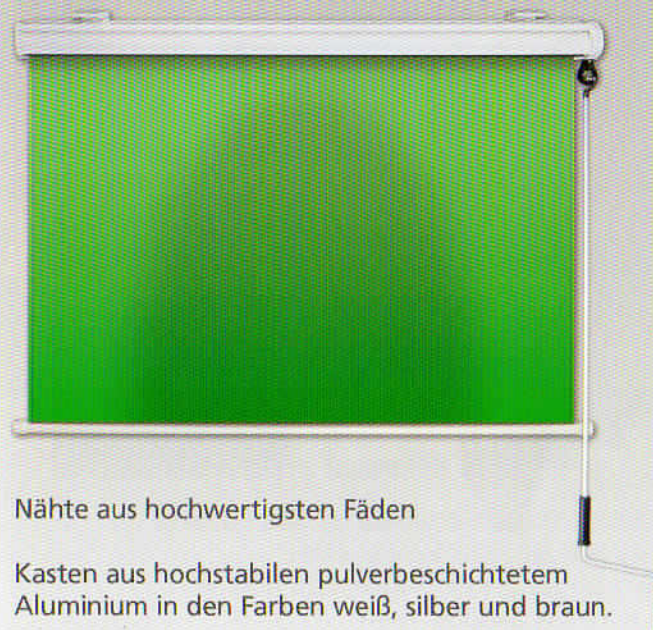 Nähte aus hochwertigsten Fäden
Kasten aus hochstabilen pulverbeschichtetem
Aluminium in den Farben weiß, silber und braun.